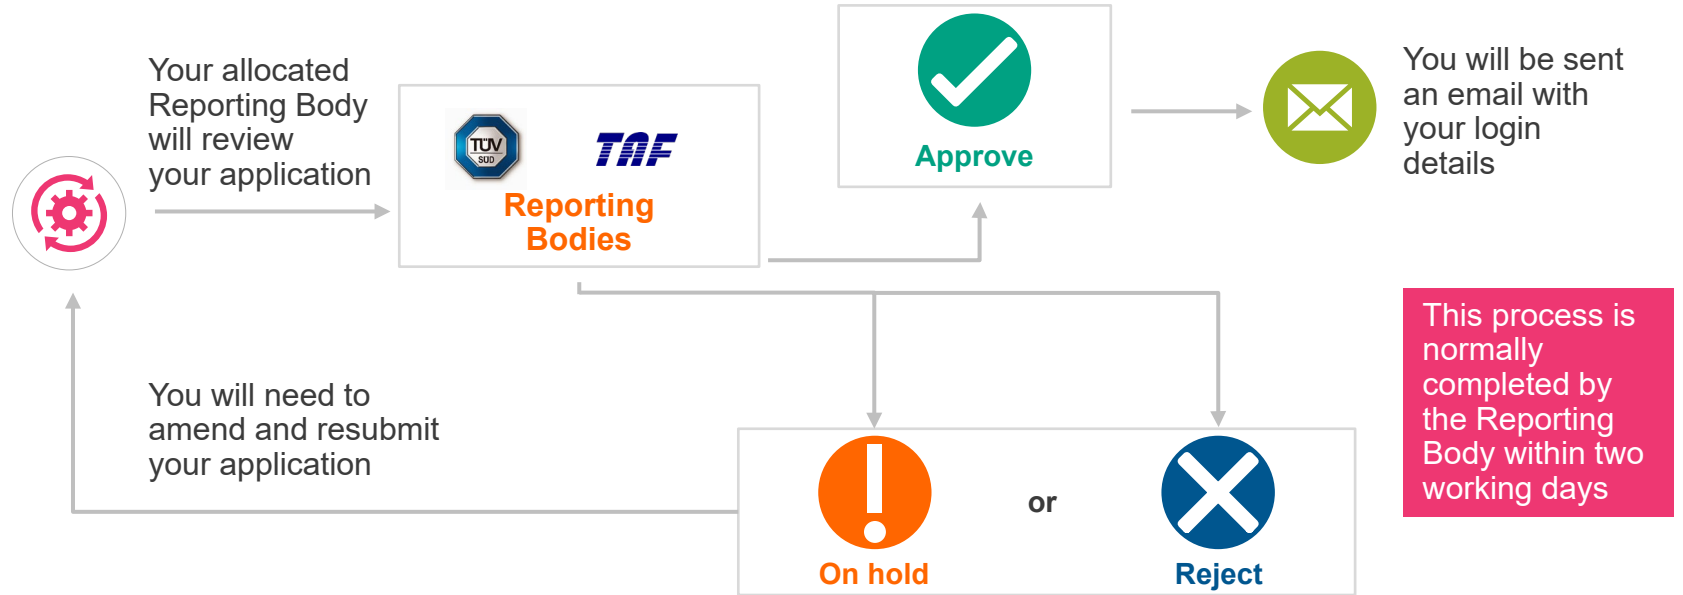 Your allocated
Reporting Body
will review
your application
TÜV
SÜD
TAF
Reporting
Bodies
Approve
You will be sent
an email with
your login
details
This process is
normally
completed by
the Reporting
Body within two
working days
You will need to
amend and resubmit
your application
On hold
or
Reject